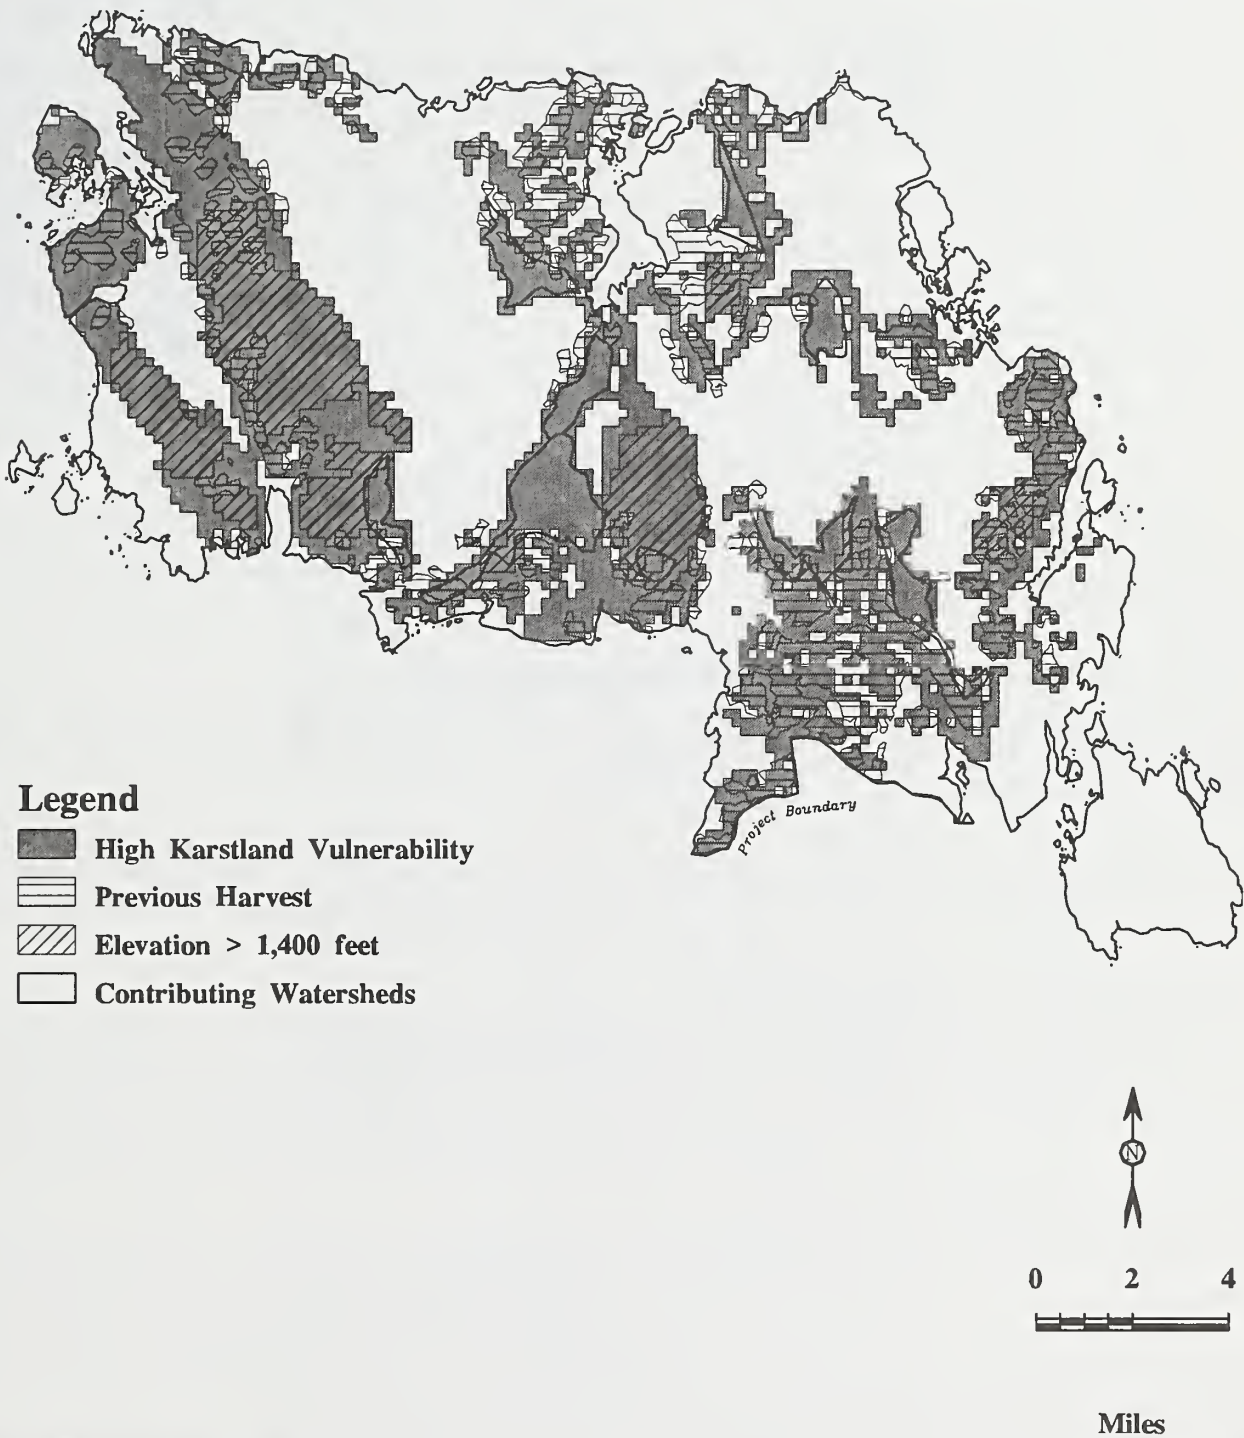 Project Boundary
Legend
High Karstland Vulnerability
Previous Harvest
Elevation > 1,400 feet
Contributing Watersheds
N
0 2 4
Miles